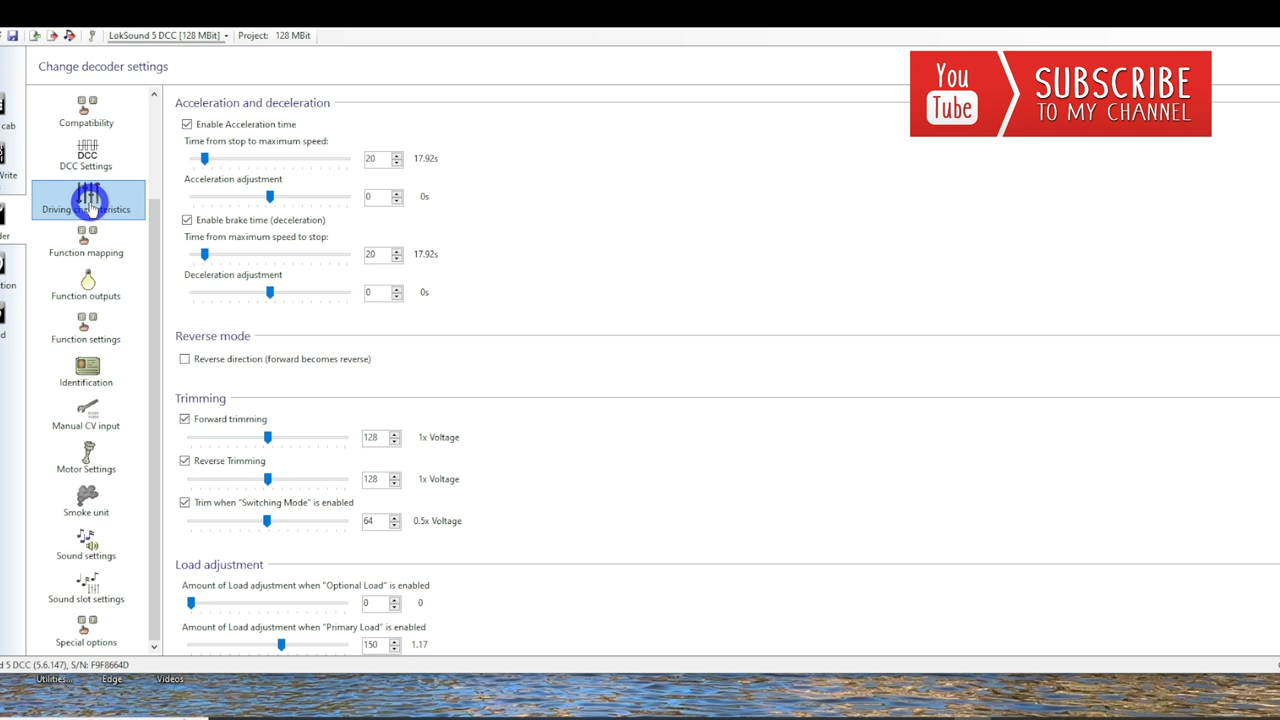 LokSound 5 DCC [128 MBit] Project: 128 MBit
Change decoder settings
You
Tube
SUBSCRIBE
TO MY CHANNEL
cab
Write
der
tion
d
Compatibility
DCC
DCC Settings
Driving characteristics
Function mapping
Function outputs
Function settings
Identification
Manual CV input
Motor Settings
Smoke unit
Sound settings
Sound slot settings
Special options
Acceleration and deceleration
Enable Acceleration time
Time from stop to maximum speed:
20 17.92s
Acceleration adjustment
0 0s
Enable brake time (deceleration)
Time from maximum speed to stop:
20 17.92s
Deceleration adjustment
0 0s
Reverse mode
Reverse direction (forward becomes reverse)
Trimming
Forward trimming
128 1x Voltage
Reverse Trimming
128 1x Voltage
Trim when "Switching Mode" is enabled
64 0.5x Voltage
Load adjustment
Amount of Load adjustment when "Optional Load" is enabled
0 0
Amount of Load adjustment when "Primary Load" is enabled
150 1.17
d 5 DCC (5.6.147), S/N: F9F8664D
Utilities... Edge Videos